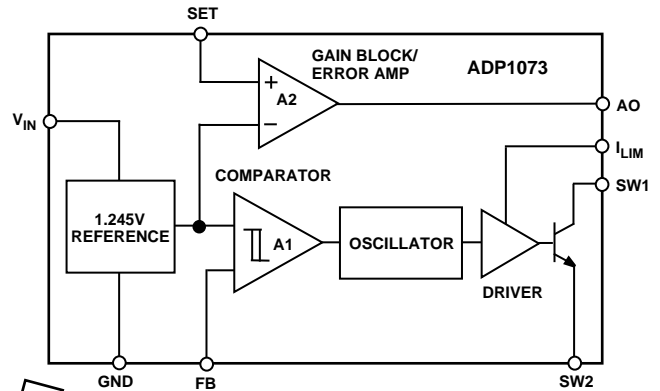 SET
GAIN BLOCK/
ERROR AMP
ADP1073
A2
+
–
VIN
AO
ILIM
SW1
COMPARATOR
1.245V
REFERENCE
A1
OSCILLATOR
DRIVER
GND
FB
SW2